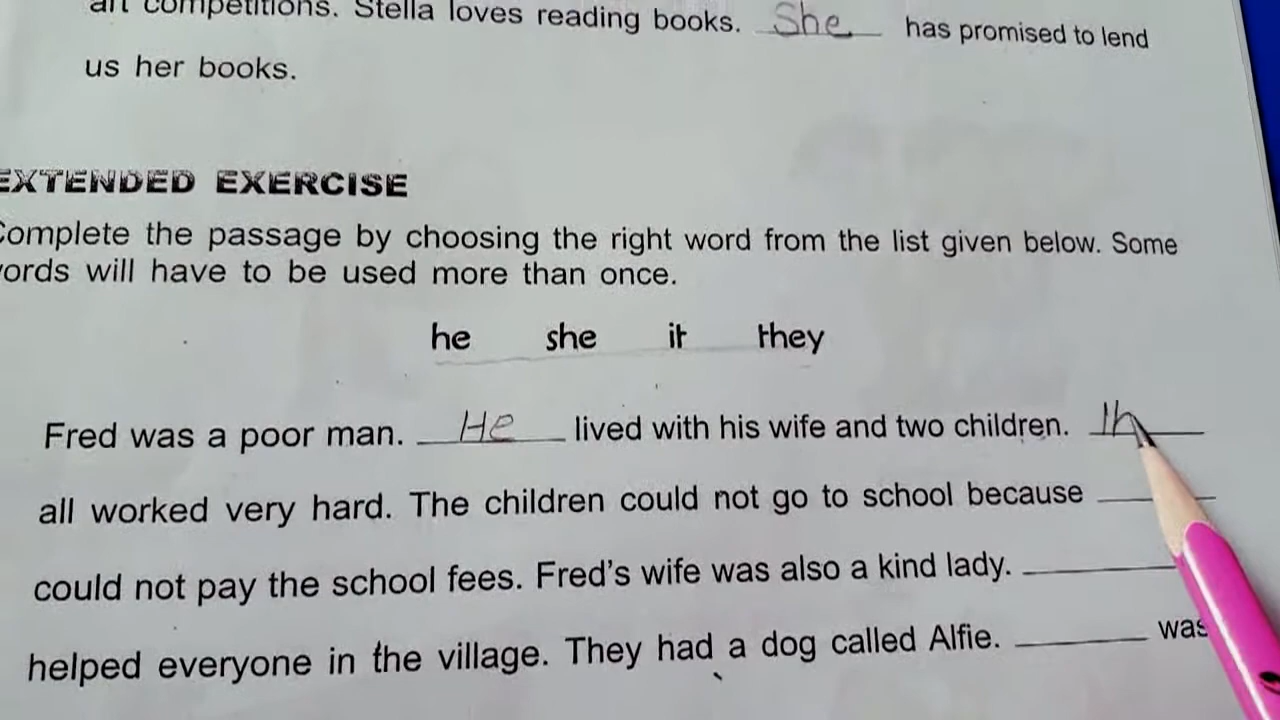 art competitions. Stella loves reading books. She has promised to lend
us her books.
EXTENDED EXERCISE
Complete the passage by choosing the right word from the list given below. Some
words will have to be used more than once.
he she it they
Fred was a poor man. He lived with his wife and two children. Th
all worked very hard. The children could not go to school because
could not pay the school fees. Fred's wife was also a kind lady.
helped everyone in the village. They had a dog called Alfie. was